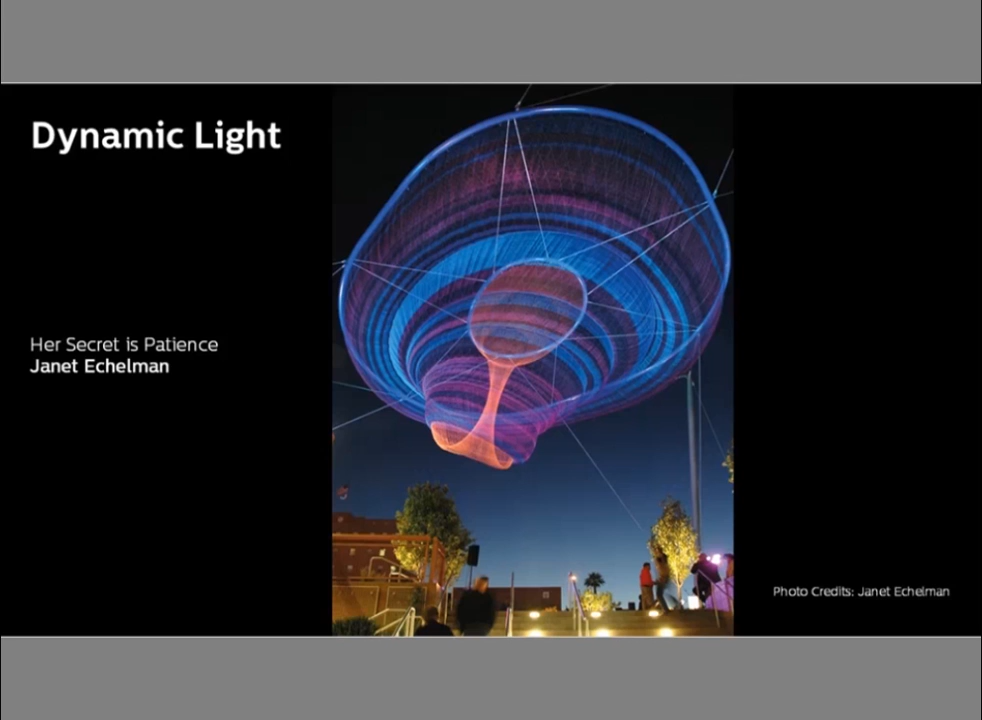 Dynamic Light
Her Secret is Patience
Janet Echelman
Photo Credits: Janet Echelman